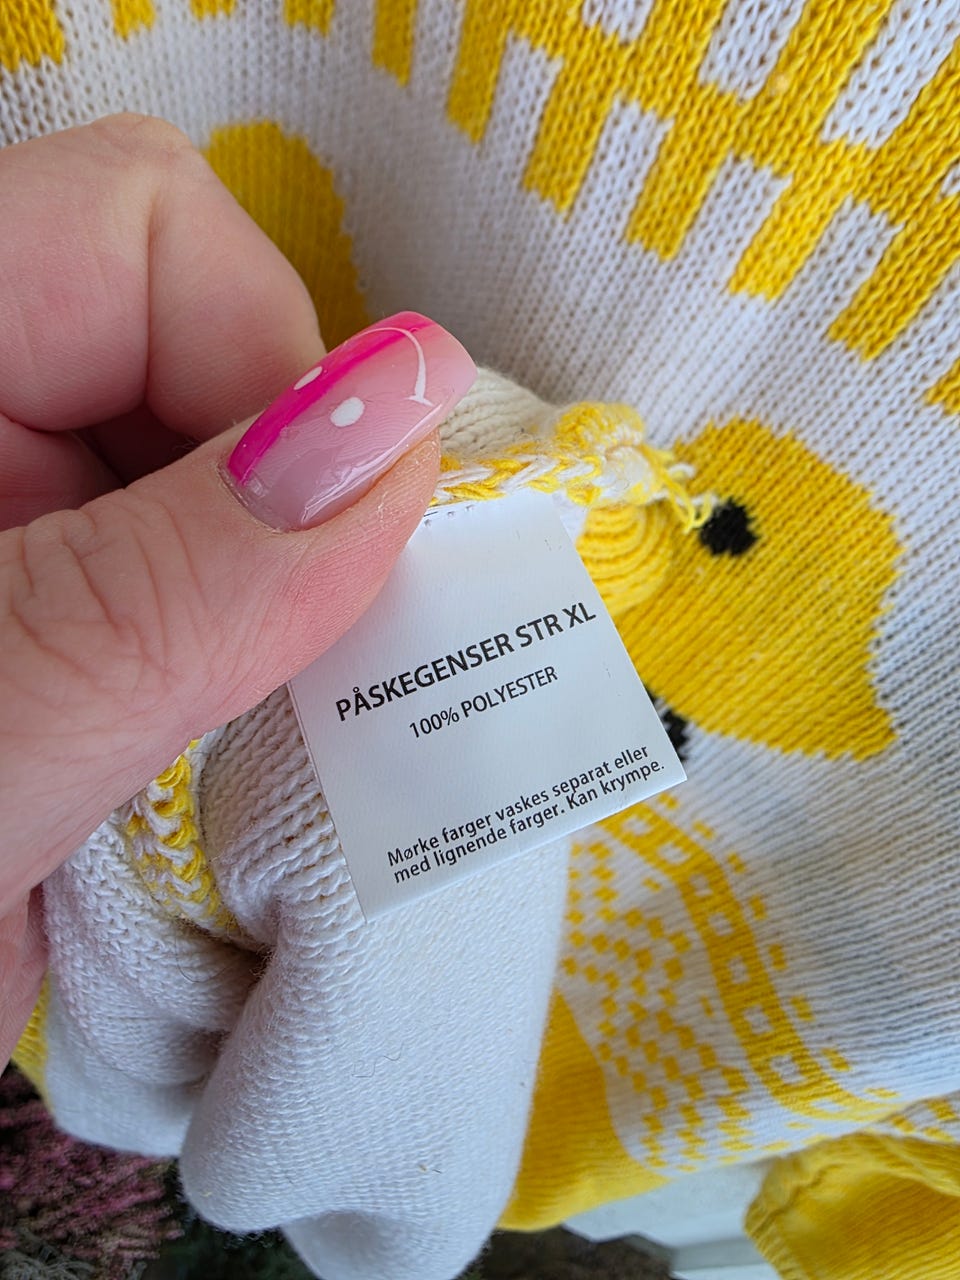 PÅSKEGENSER STR XL
100% POLYESTER
Mørke farger vaskes separat eller
med lignende farger. Kan krympe.